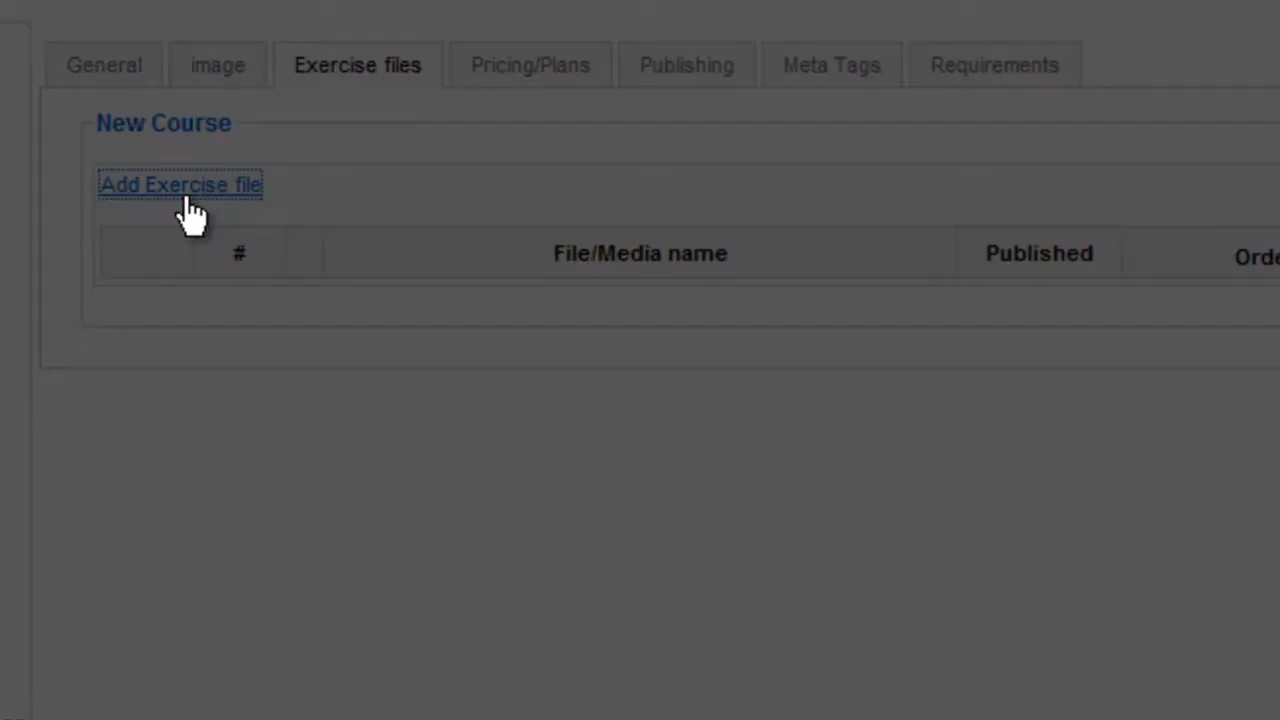 General image Exercise files Pricing/Plans Publishing Meta Tags Requirements
New Course
Add Exercise file
# File/Media name Published